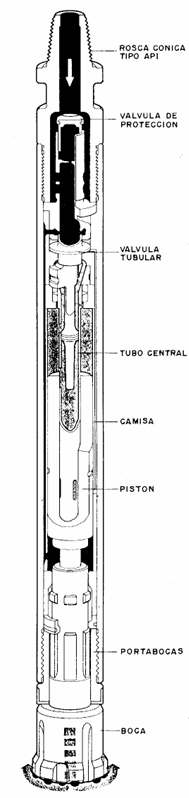 ROSCA CONICA
TIPO API
VALVULA DE
PROTECCION
VALVULA
TUBULAR
TUBO CENTRAL
CAMISA
PISTON
PORTABOCAS
BOCA